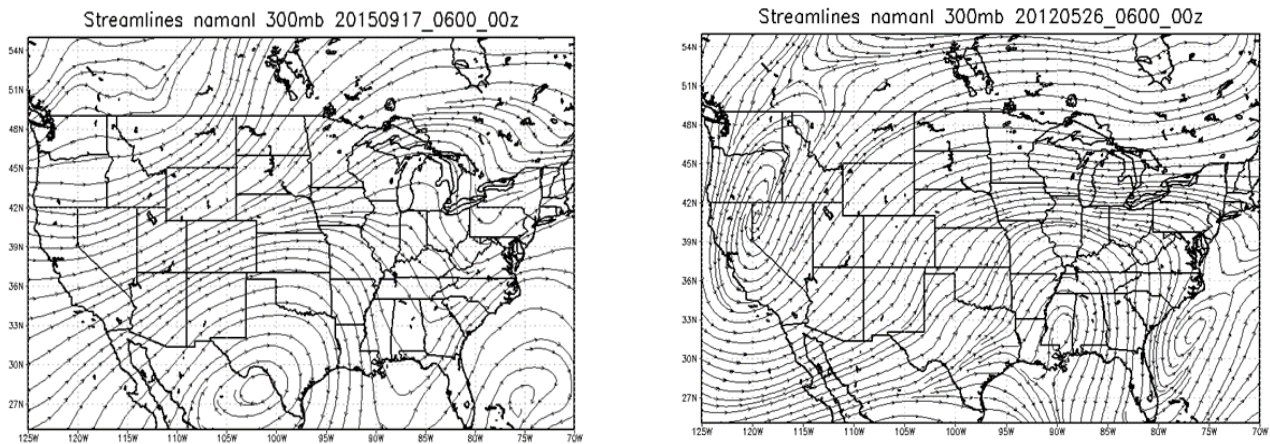 Streamlines namanl 300mb 20150917_0600_00z
54N
51N
48N
45N
42N
39N
36N
33N
30N
27N
125W 120W 115W 110W 105W 100W 95W 90W 85W 80W 75W 70W
Streamlines namanl 300mb 20120526_0600_00z
54N
51N
48N
45N
42N
39N
36N
33N
30N
27N
125W 120W 115W 110W 105W 100W 95W 90W 85W 80W 75W 70W